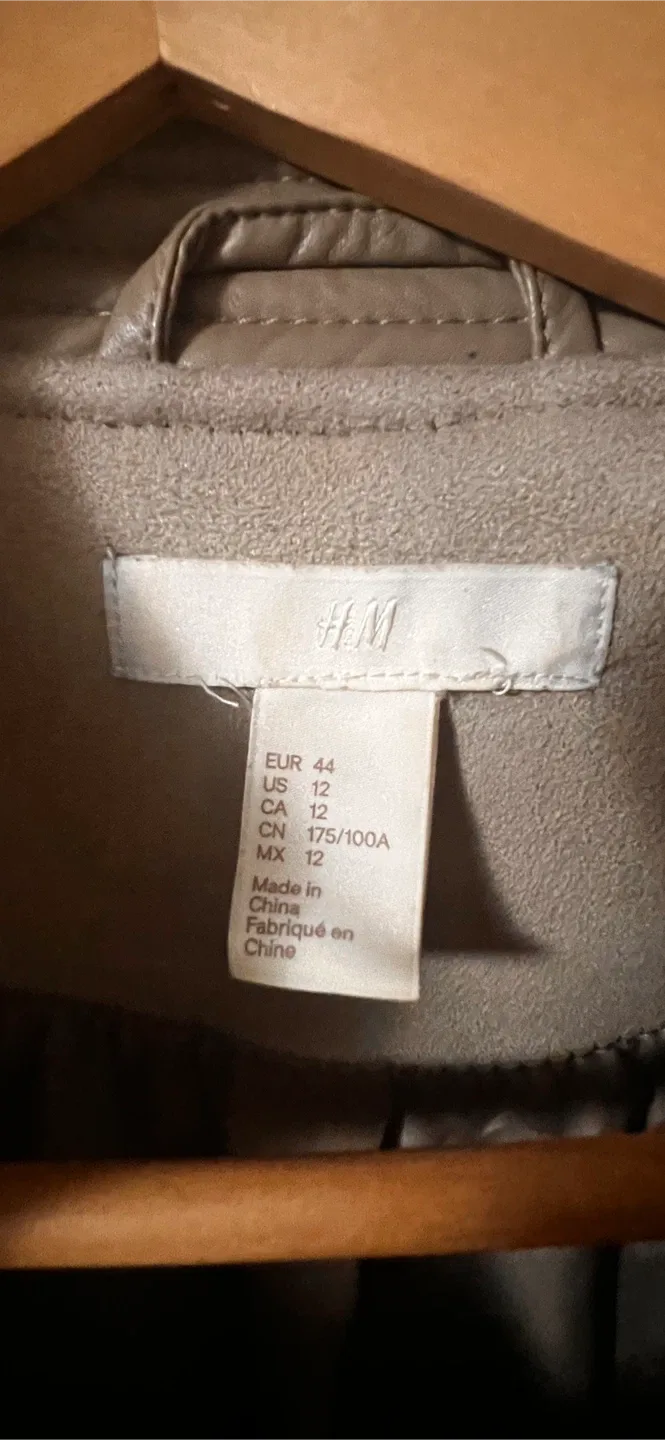 H&M
EUR 44
US 12
CA 12
CN 175/100A
MX 12
Made in
China
Fabriqué en
Chine